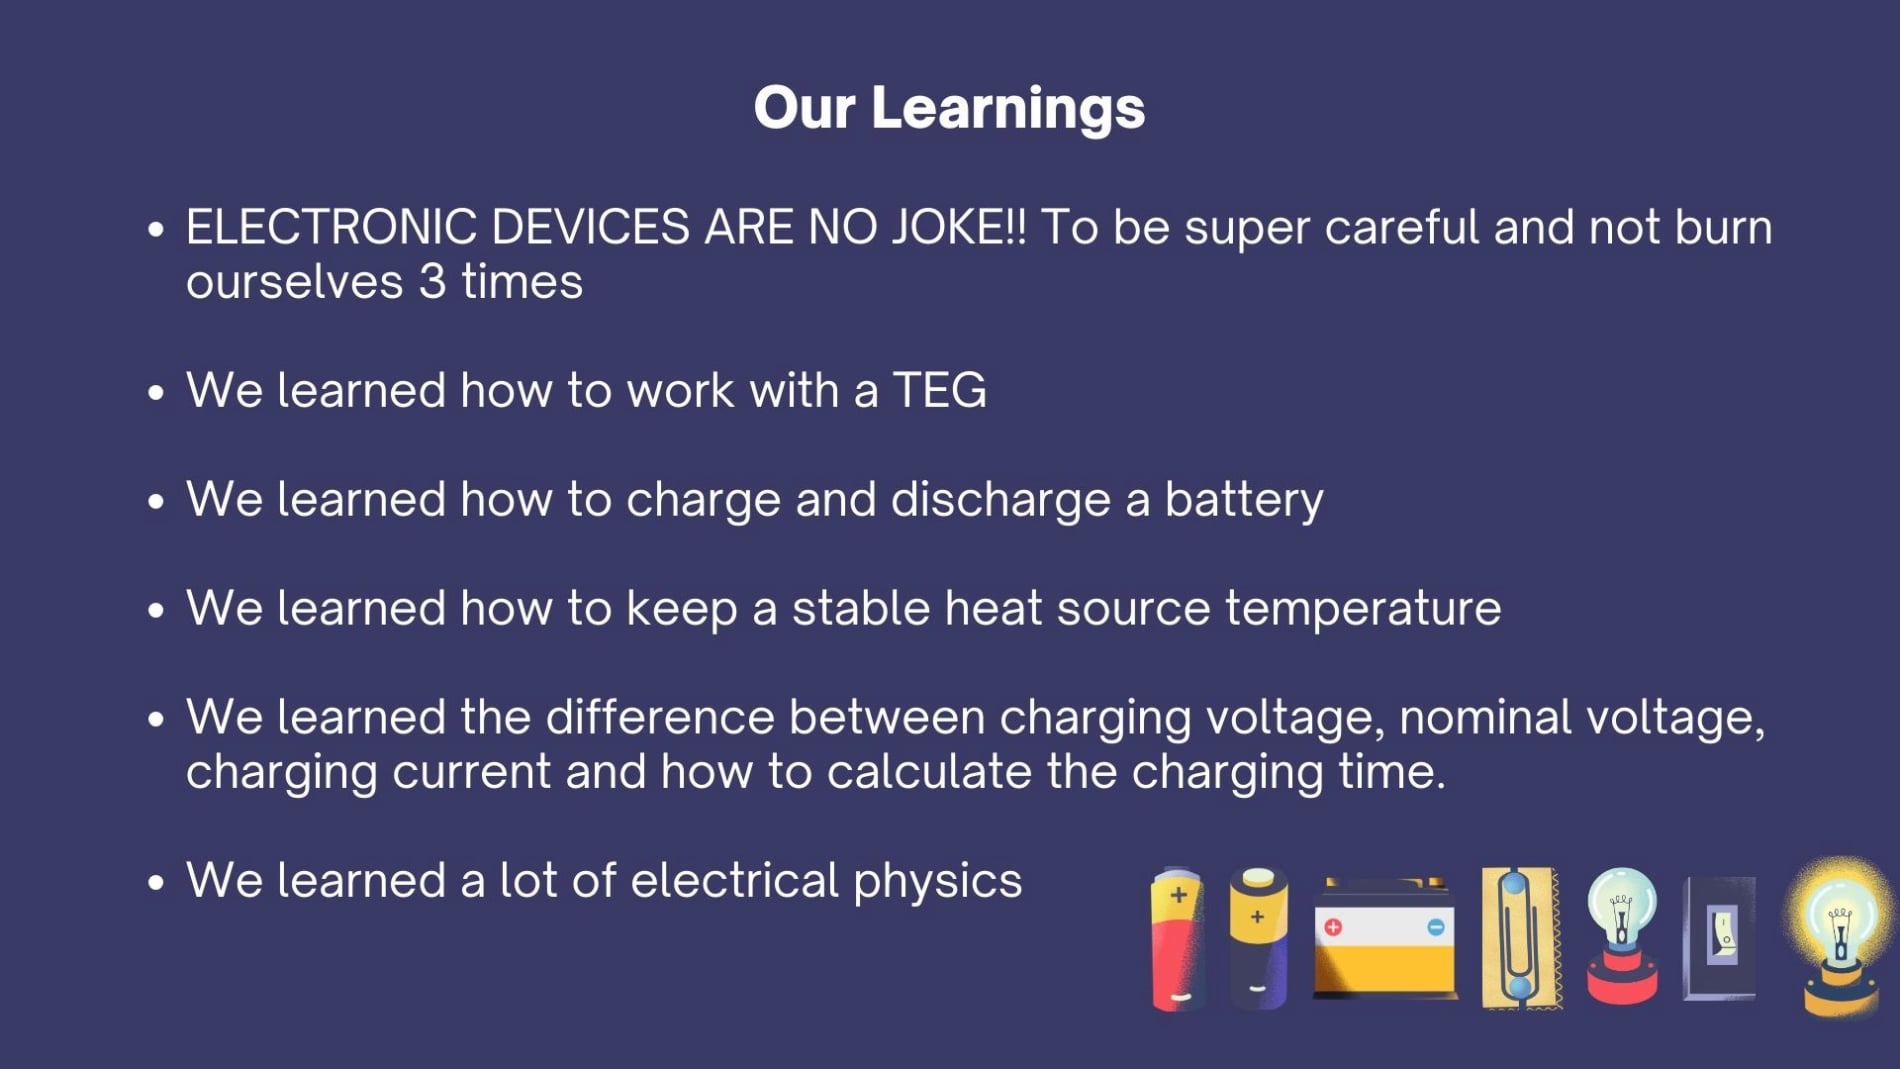 Our Learnings
• ELECTRONIC DEVICES ARE NO JOKE!! To be super careful and not burn
ourselves 3 times
• We learned how to work with a TEG
• We learned how to charge and discharge a battery
• We learned how to keep a stable heat source temperature
• We learned the difference between charging voltage, nominal voltage,
charging current and how to calculate the charging time.
• We learned a lot of electrical physics